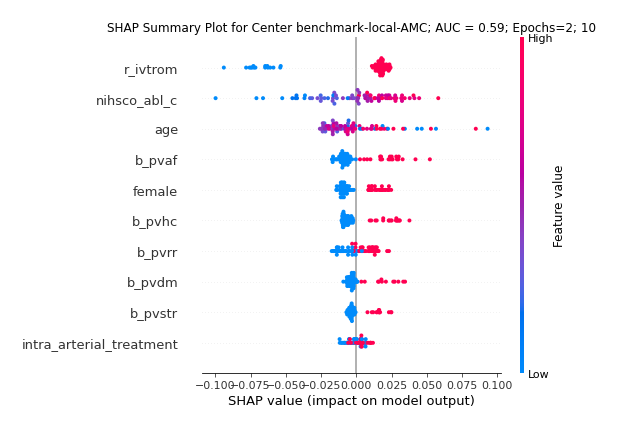 SHAP Summary Plot for Center benchmark-local-AMC; AUC = 0.59; Epochs=2; 10
High
r_ivtrom
nihsco_abl_c
age
b_pvaf
female
b_pvhc
b_pvrr
b_pvdm
b_pvstr
intra_arterial_treatment
Feature value
Low
−0.100 −0.075 −0.050 −0.025 0.000 0.025 0.050 0.075 0.100
SHAP value (impact on model output)